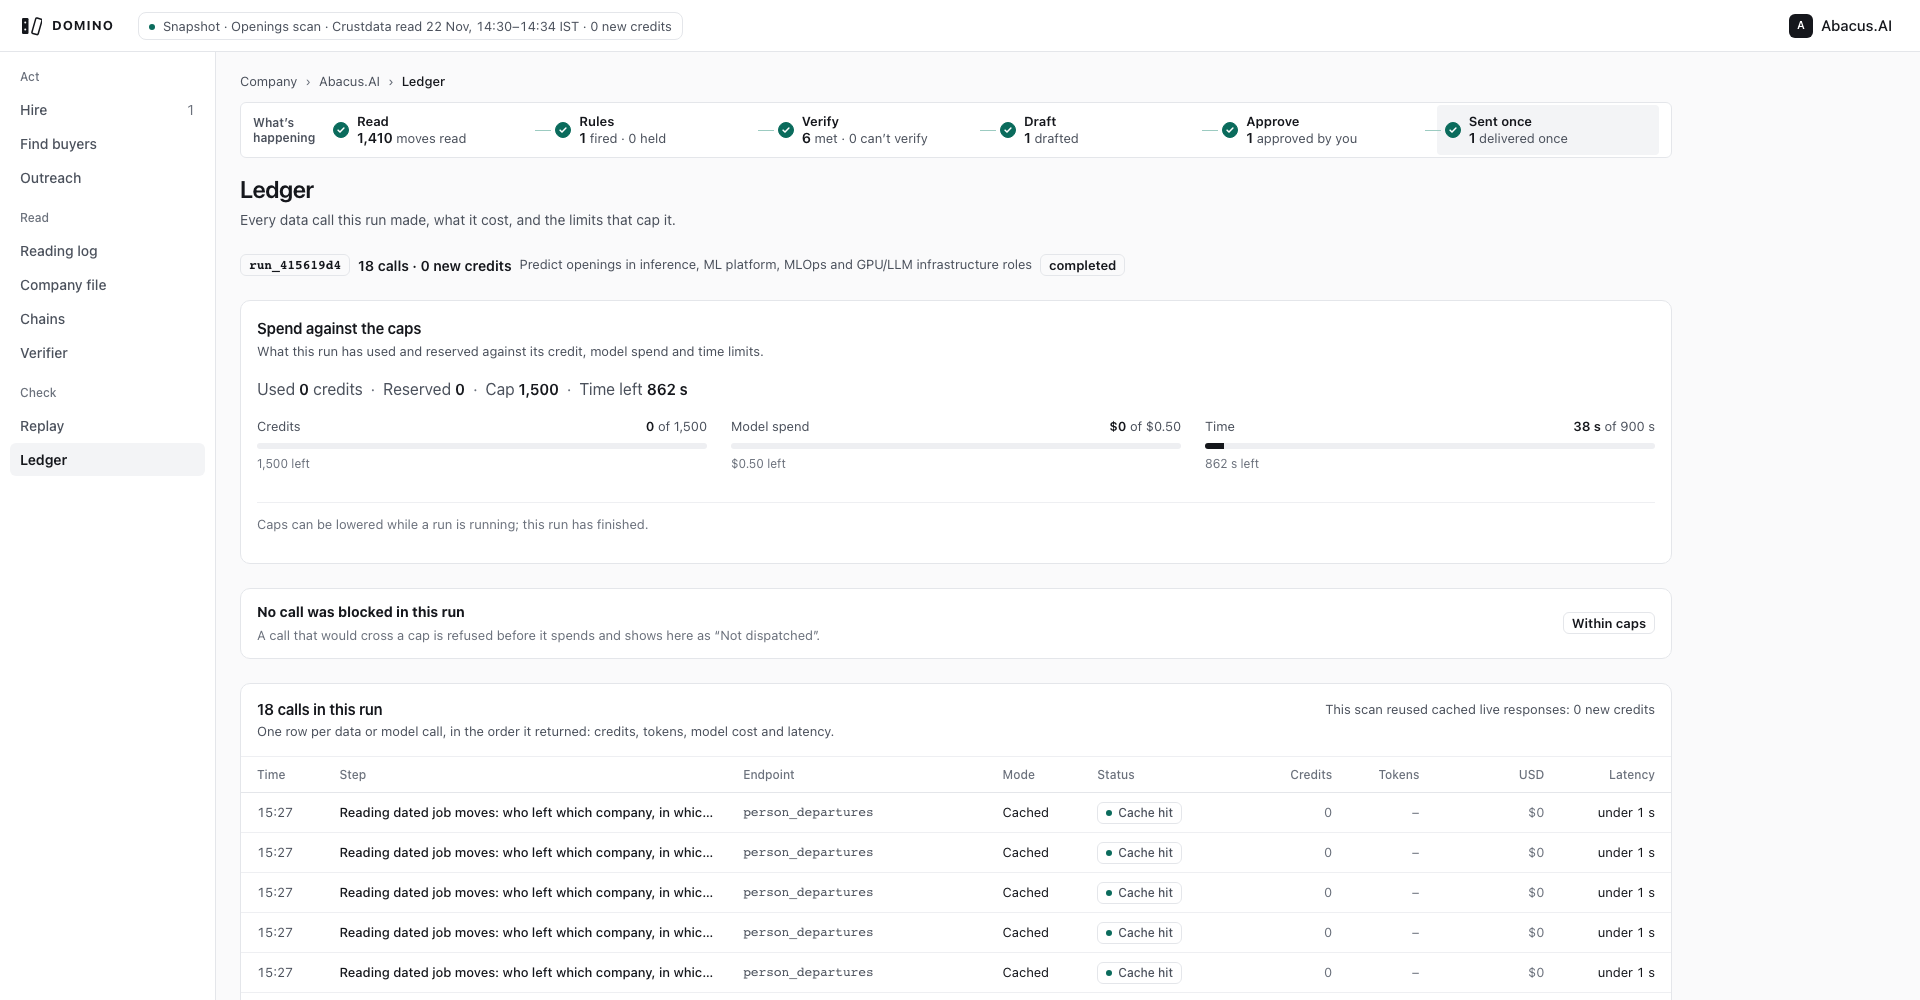 DOMINO
Snapshot · Openings scan · Crustdata read 22 Nov, 14:30–14:34 IST · 0 new credits
A Abacus.AI
Act
Hire 1
Find buyers
Outreach
Read
Reading log
Company file
Chains
Verifier
Check
Replay
Ledger
Company › Abacus.AI › Ledger
What’s happening
Read
1,410 moves read
Rules
1 fired · 0 held
Verify
6 met · 0 can’t verify
Draft
1 drafted
Approve
1 approved by you
Sent once
1 delivered once
Ledger
Every data call this run made, what it cost, and the limits that cap it.
run_415619d4 18 calls · 0 new credits Predict openings in inference, ML platform, MLOps and GPU/LLM infrastructure roles completed
Spend against the caps
What this run has used and reserved against its credit, model spend and time limits.
Used 0 credits · Reserved 0 · Cap 1,500 · Time left 862 s
Credits 0 of 1,500
1,500 left
Model spend $0 of $0.50
$0.50 left
Time 38 s of 900 s
862 s left
Caps can be lowered while a run is running; this run has finished.
No call was blocked in this run
A call that would cross a cap is refused before it spends and shows here as “Not dispatched”.
Within caps
18 calls in this run
One row per data or model call, in the order it returned: credits, tokens, model cost and latency.
This scan reused cached live responses: 0 new credits
Time Step Endpoint Mode Status Credits Tokens USD Latency
15:27 Reading dated job moves: who left which company, in whic... person_departures Cached Cache hit 0 – $0 under 1 s
15:27 Reading dated job moves: who left which company, in whic... person_departures Cached Cache hit 0 – $0 under 1 s
15:27 Reading dated job moves: who left which company, in whic... person_departures Cached Cache hit 0 – $0 under 1 s
15:27 Reading dated job moves: who left which company, in whic... person_departures Cached Cache hit 0 – $0 under 1 s
15:27 Reading dated job moves: who left which company, in whic... person_departures Cached Cache hit 0 – $0 under 1 s